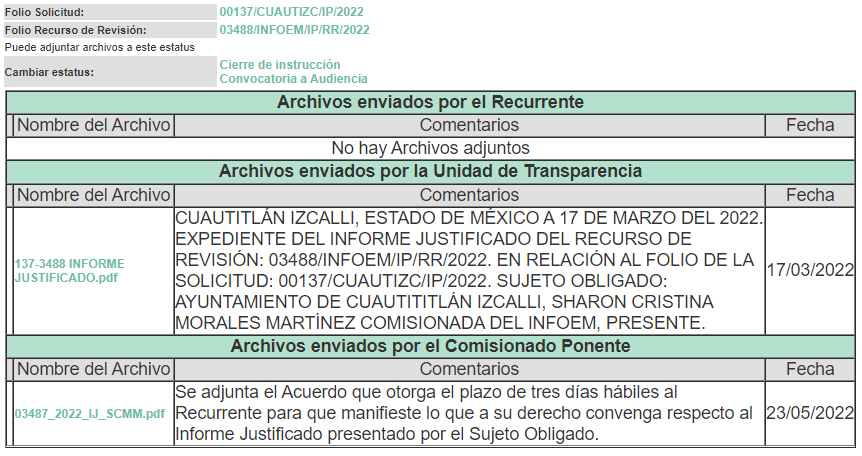 Folio Solicitud: 00137/CUAUTIZC/IP/2022
Folio Recurso de Revisión: 03488/INFOEM/IP/RR/2022
Puede adjuntar archivos a este estatus
Cambiar estatus: Cierre de instrucción
Convocatoria a Audiencia
Archivos enviados por el Recurrente
Nombre del Archivo Comentarios Fecha
No hay Archivos adjuntos
Archivos enviados por la Unidad de Transparencia
Nombre del Archivo Comentarios Fecha
137-3488 INFORME
JUSTIFICADO.pdf
CUAUTITLÁN IZCALLI, ESTADO DE MÉXICO A 17 DE MARZO DEL 2022.
EXPEDIENTE DEL INFORME JUSTIFICADO DEL RECURSO DE
REVISIÓN: 03488/INFOEM/IP/RR/2022. EN RELACIÓN AL FOLIO DE LA
SOLICITUD: 00137/CUAUTIZC/IP/2022. SUJETO OBLIGADO:
AYUNTAMIENTO DE CUAUTITITLÁN IZCALLI, SHARON CRISTINA
MORALES MARTÍNEZ COMISIONADA DEL INFOEM, PRESENTE.
17/03/2022
Archivos enviados por el Comisionado Ponente
Nombre del Archivo Comentarios Fecha
03487_2022_IJ_SCMM.pdf
Se adjunta el Acuerdo que otorga el plazo de tres días hábiles al
Recurrente para que manifieste lo que a su derecho convenga respecto al
Informe Justificado presentado por el Sujeto Obligado.
23/05/2022